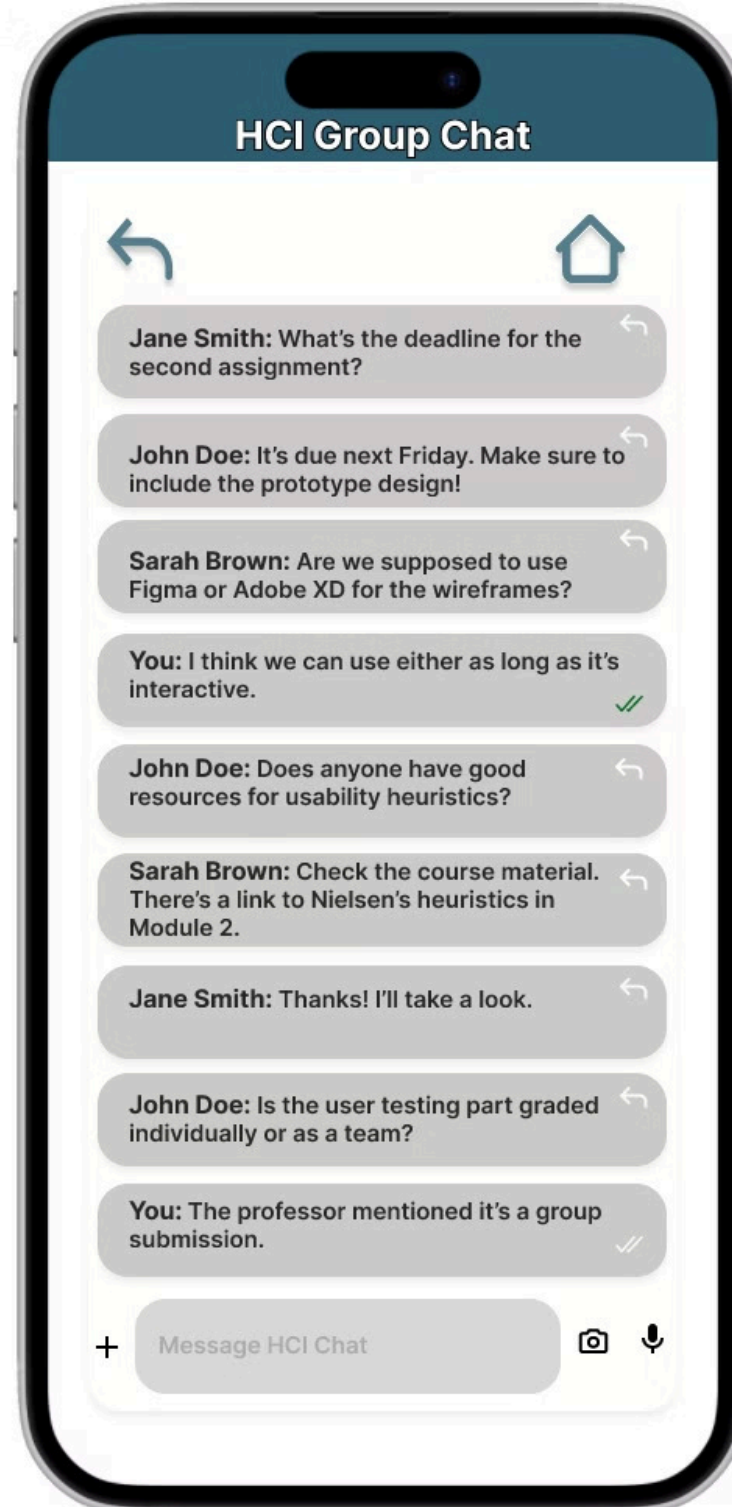 HCI Group Chat
Jane Smith: What's the deadline for the
second assignment?
John Doe: It's due next Friday. Make sure to
include the prototype design!
Sarah Brown: Are we supposed to use
Figma or Adobe XD for the wireframes?
You: I think we can use either as long as it's
interactive.
John Doe: Does anyone have good
resources for usability heuristics?
Sarah Brown: Check the course material.
There's a link to Nielsen's heuristics in
Module 2.
Jane Smith: Thanks! I'll take a look.
John Doe: Is the user testing part graded
individually or as a team?
You: The professor mentioned it's a group
submission.
Message HCI Chat